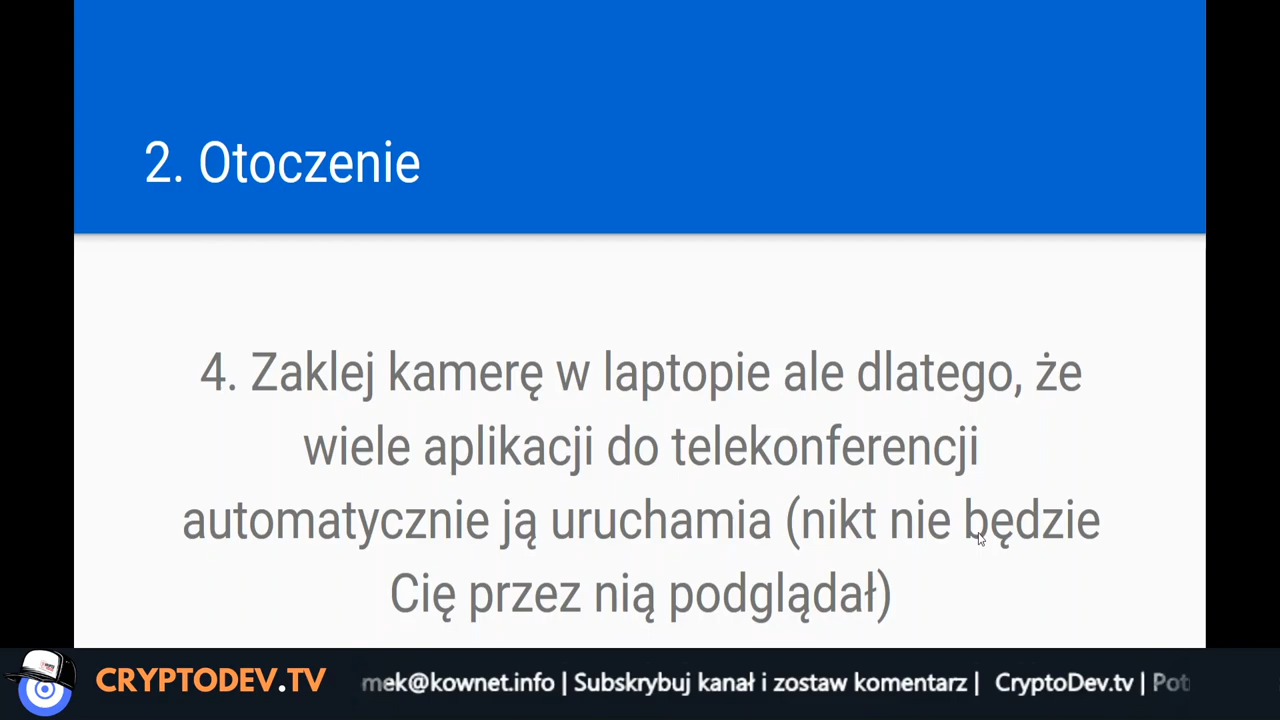 2. Otoczenie
4. Zaklej kamerę w laptopie ale dlatego, że
wiele aplikacji do telekonferencji
automatycznie ją uruchamia (nikt nie będzie
Cię przez nią podglądał)
CRYPTODEV.TV
mek@kownet.info | Subskrybuj kanał i zostaw komentarz | CryptoDev.tv | Pot